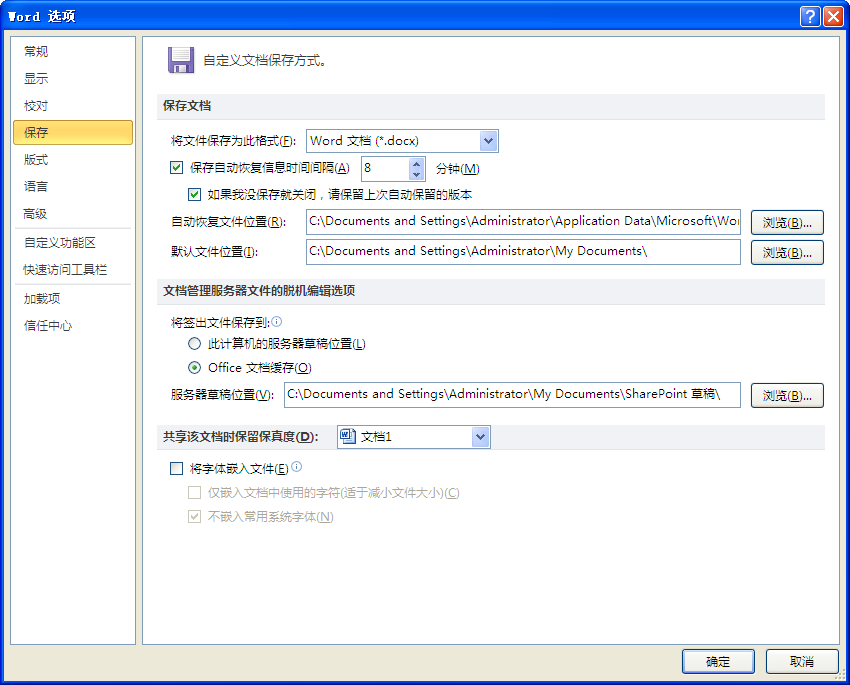 Word 选项
常规
显示
校对
保存
版式
语言
高级
自定义功能区
快速访问工具栏
加载项
信任中心
自定义文档保存方式。
保存文档
将文件保存为此格式(F): Word 文档 (*.docx)
保存自动恢复信息时间间隔(A) 8 分钟(M)
如果我没保存就关闭，请保留上次自动保留的版本
自动恢复文件位置(R): C:\Documents and Settings\Administrator\Application Data\Microsoft\Wor 浏览(B)...
默认文件位置(I): C:\Documents and Settings\Administrator\My Documents\ 浏览(B)...
文档管理服务器文件的脱机编辑选项
将签出文件保存到:
此计算机的服务器草稿位置(L)
Office 文档缓存(O)
服务器草稿位置(V): C:\Documents and Settings\Administrator\My Documents\SharePoint 草稿\ 浏览(B)...
共享该文档时保留保真度(D): 文档1
将字体嵌入文件(E)
仅嵌入文档中使用的字符(适于减小文件大小)(C)
不嵌入常用系统字体(N)
确定 取消